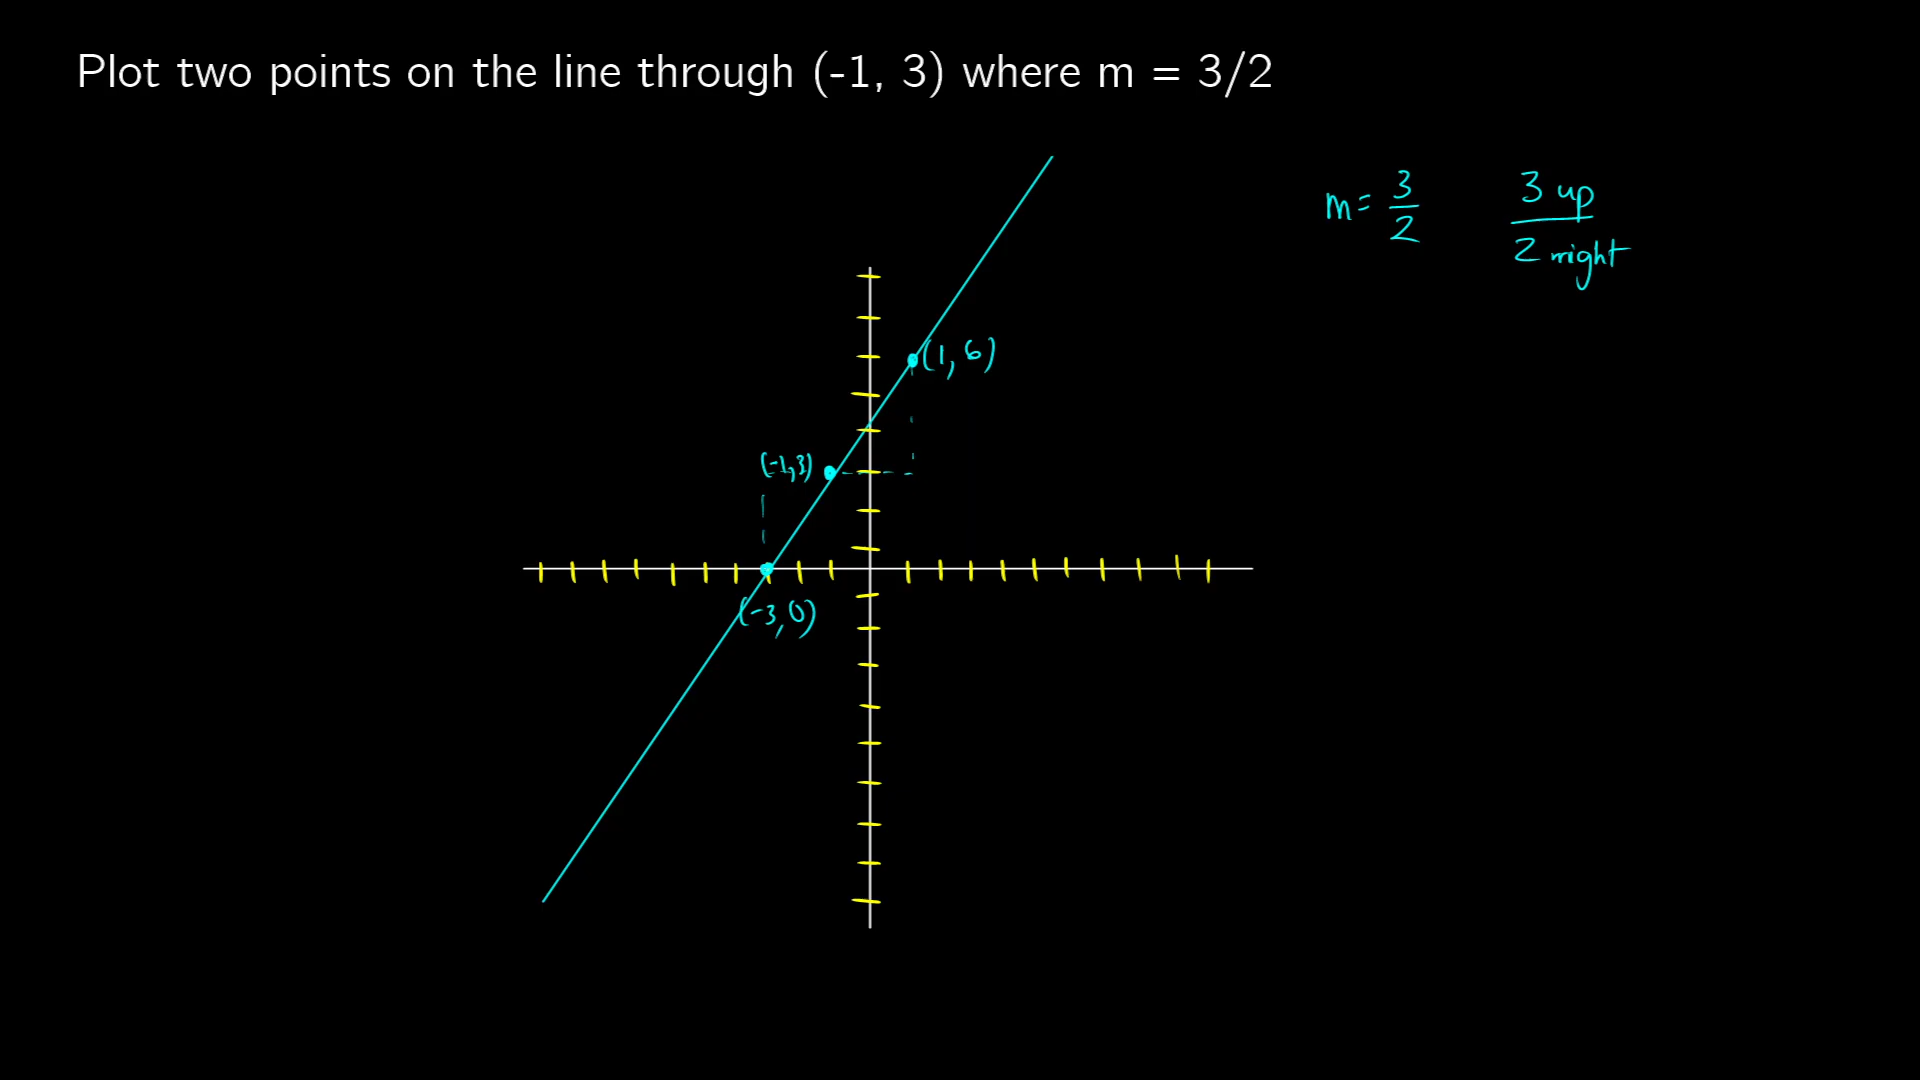 Plot two points on the line through (-1, 3) where m = 3/2
m = 3/2
3 up
2 right
(1, 6)
(-1,3)
(-3,0)